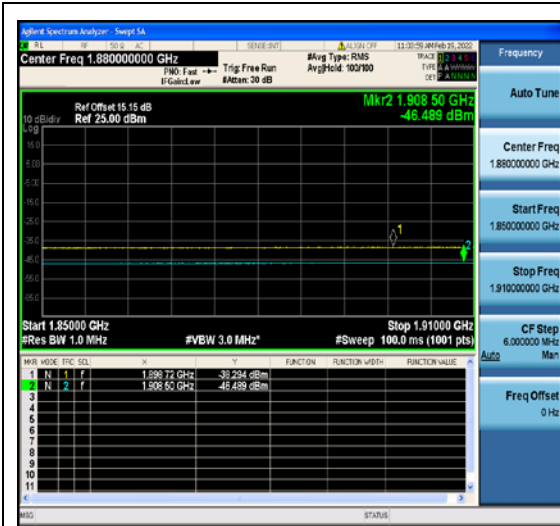 Agilent Spectrum Analyzer - Swept SA
RL RF 50 Ω AC SENSE:INT ALIGN OFF 11:03:59 AM Feb 19, 2022
Center Freq 1.880000000 GHz
PNO: Fast
IFGain:Low
Trig: Free Run
#Atten: 30 dB
#Avg Type: RMS
Avg|Hold: 100/100
TRACE 1 2 3 4 5 6
TYPE
DET P A N N N N
Frequency
Auto Tune
Center Freq
1.880000000 GHz
Start Freq
1.850000000 GHz
Stop Freq
1.910000000 GHz
CF Step
6.000000 MHz
Auto Man
Freq Offset
0 Hz
Ref Offset 15.15 dB
10 dB/div Ref 25.00 dBm
Log
Mkr2 1.908 50 GHz
-46.489 dBm
15.0
5.00
-5.00
-15.0
-25.0
-35.0
-45.0
-55.0
-65.0
1
2
Start 1.85000 GHz Stop 1.91000 GHz
#Res BW 1.0 MHz #VBW 3.0 MHz* #Sweep 100.0 ms (1001 pts)
MKR MODE TRC SCL X Y FUNCTION FUNCTION WIDTH FUNCTION VALUE
1 N 1 f 1.898 72 GHz -38.294 dBm
2 N 2 f 1.908 50 GHz -46.489 dBm
3
4
5
6
7
8
9
10
11
MSG STATUS